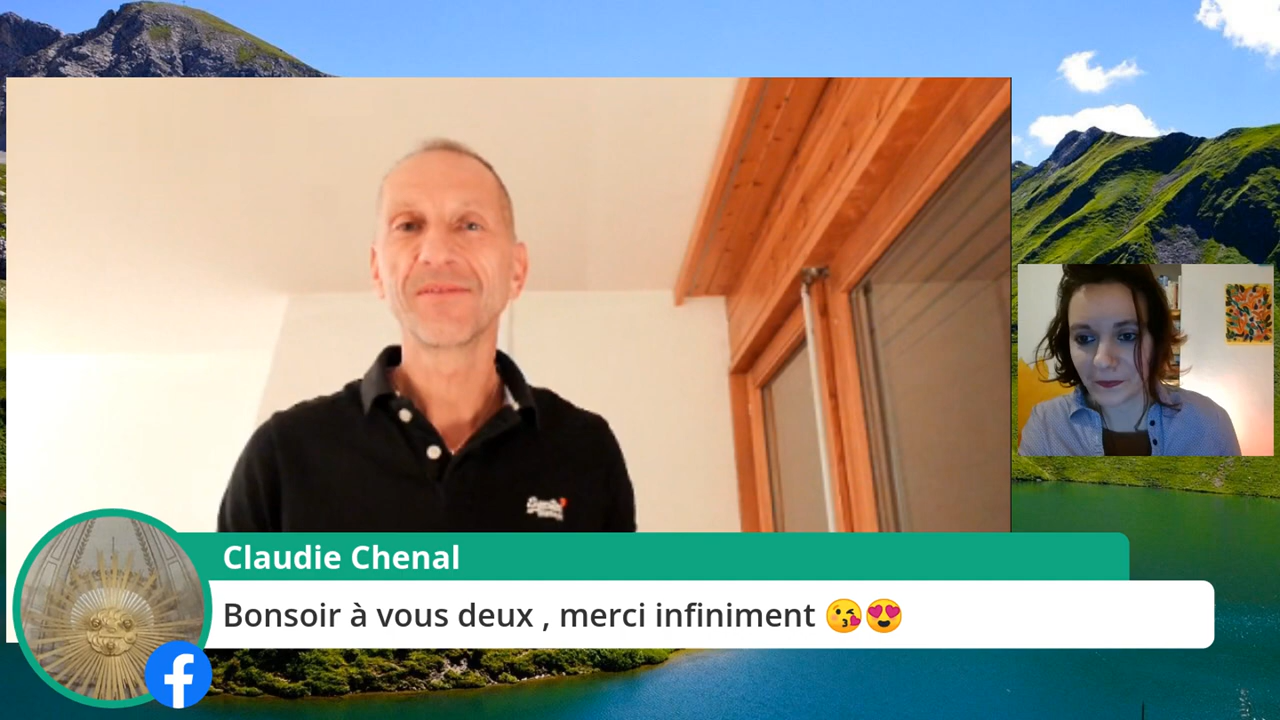 Claudie Chenal
Bonsoir à vous deux , merci infiniment 😘😍